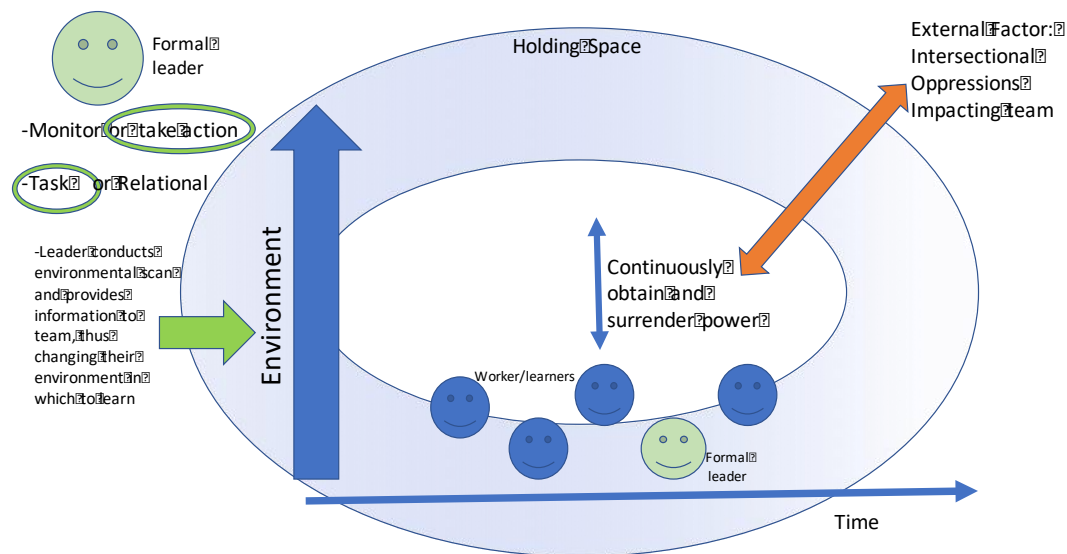 Formal
leader
-Monitor or take action
-Task or Relational
-Leader conducts
environmental scan
and provides
information to
team, thus
changing their
environment in
which to learn
Environment
Holding Space
External Factor:
Intersectional
Oppressions
Impacting team
Continuously
obtain and
surrender power
Worker/learners
Formal
leader
Time